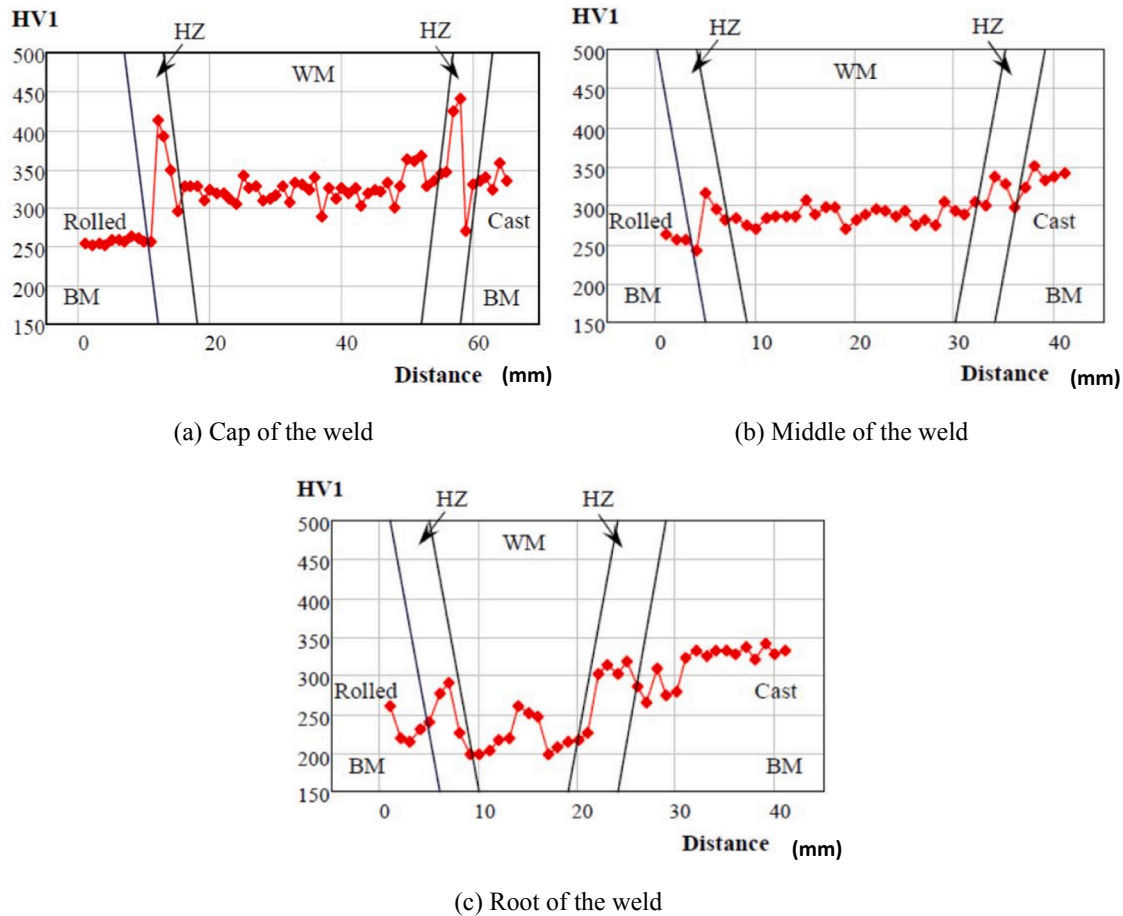 HV1
HZ
HZ
500
WM
450
400
350
300
Rolled
Cast
250
200
BM
BM
150
0
20
40
60
Distance (mm)
(a) Cap of the weld
HV1
HZ
HZ
500
WM
450
400
350
300
Rolled
Cast
250
200
BM
BM
150
0
10
20
30
40
Distance (mm)
(b) Middle of the weld
HV1
HZ
HZ
500
WM
450
400
350
300
Rolled
Cast
250
200
BM
BM
150
0
10
20
30
40
Distance (mm)
(c) Root of the weld